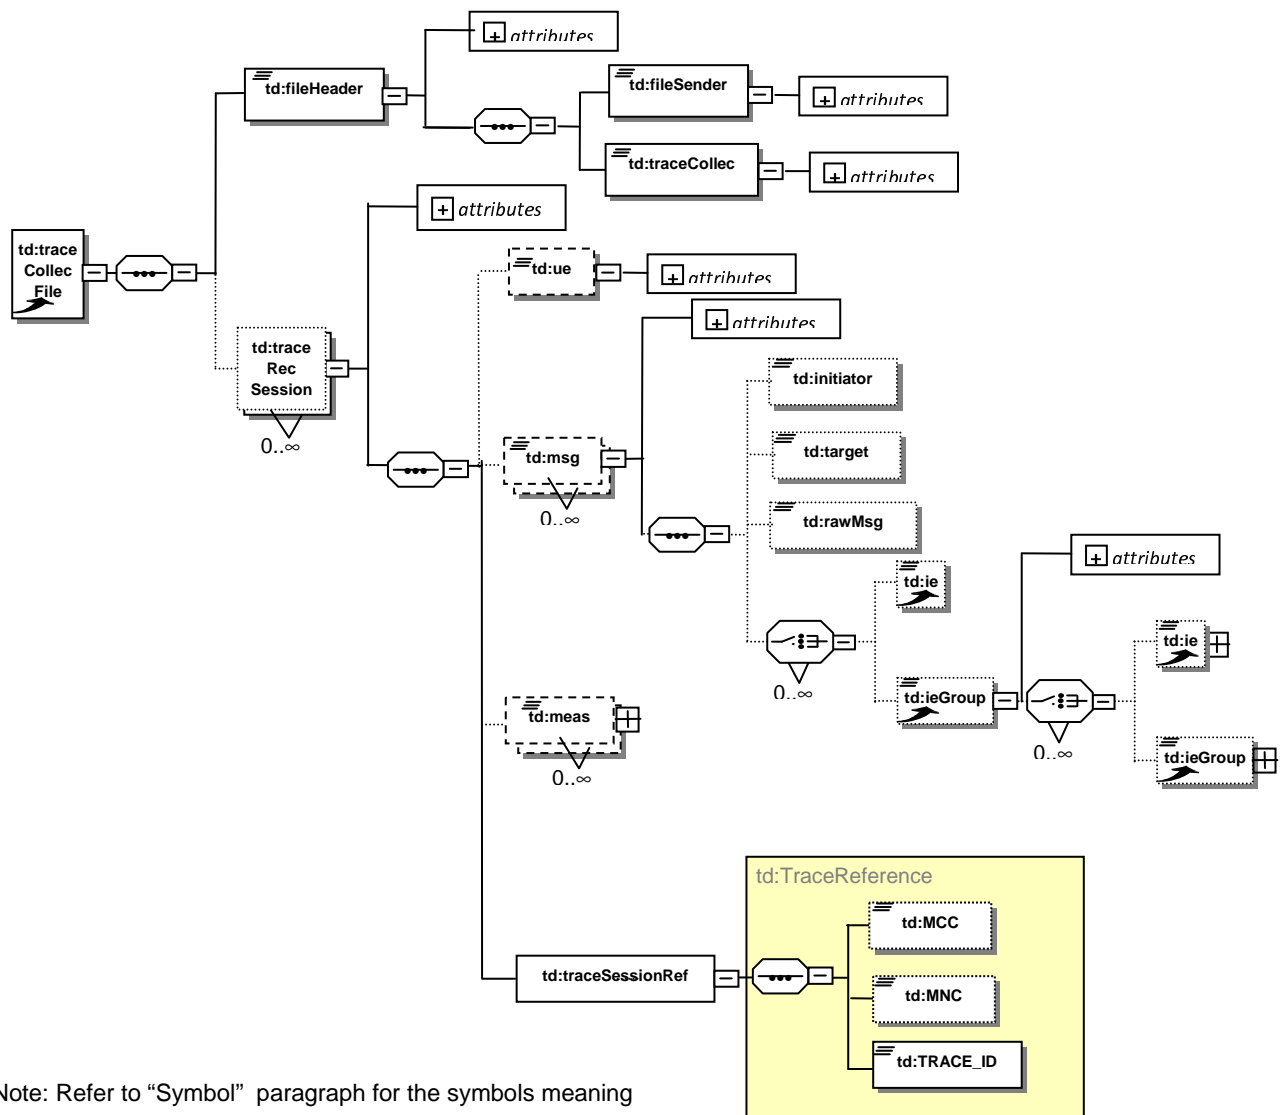 attributes
td:fileHeader
td:fileSender
attributes
td:traceCollec
attributes
attributes
td:trace
Collec
File
td:ue
attributes
attributes
td:trace
Rec
Session
0..∞
td:initiator
td:msg
0..∞
td:target
td:rawMsg
attributes
td:ie
td:ie
0..∞
td:ieGroup
0..∞
td:ieGroup
td:meas
0..∞
td:TraceReference
td:MCC
td:traceSessionRef
td:MNC
td:TRACE_ID
Note: Refer to “Symbol” paragraph for the symbols meaning